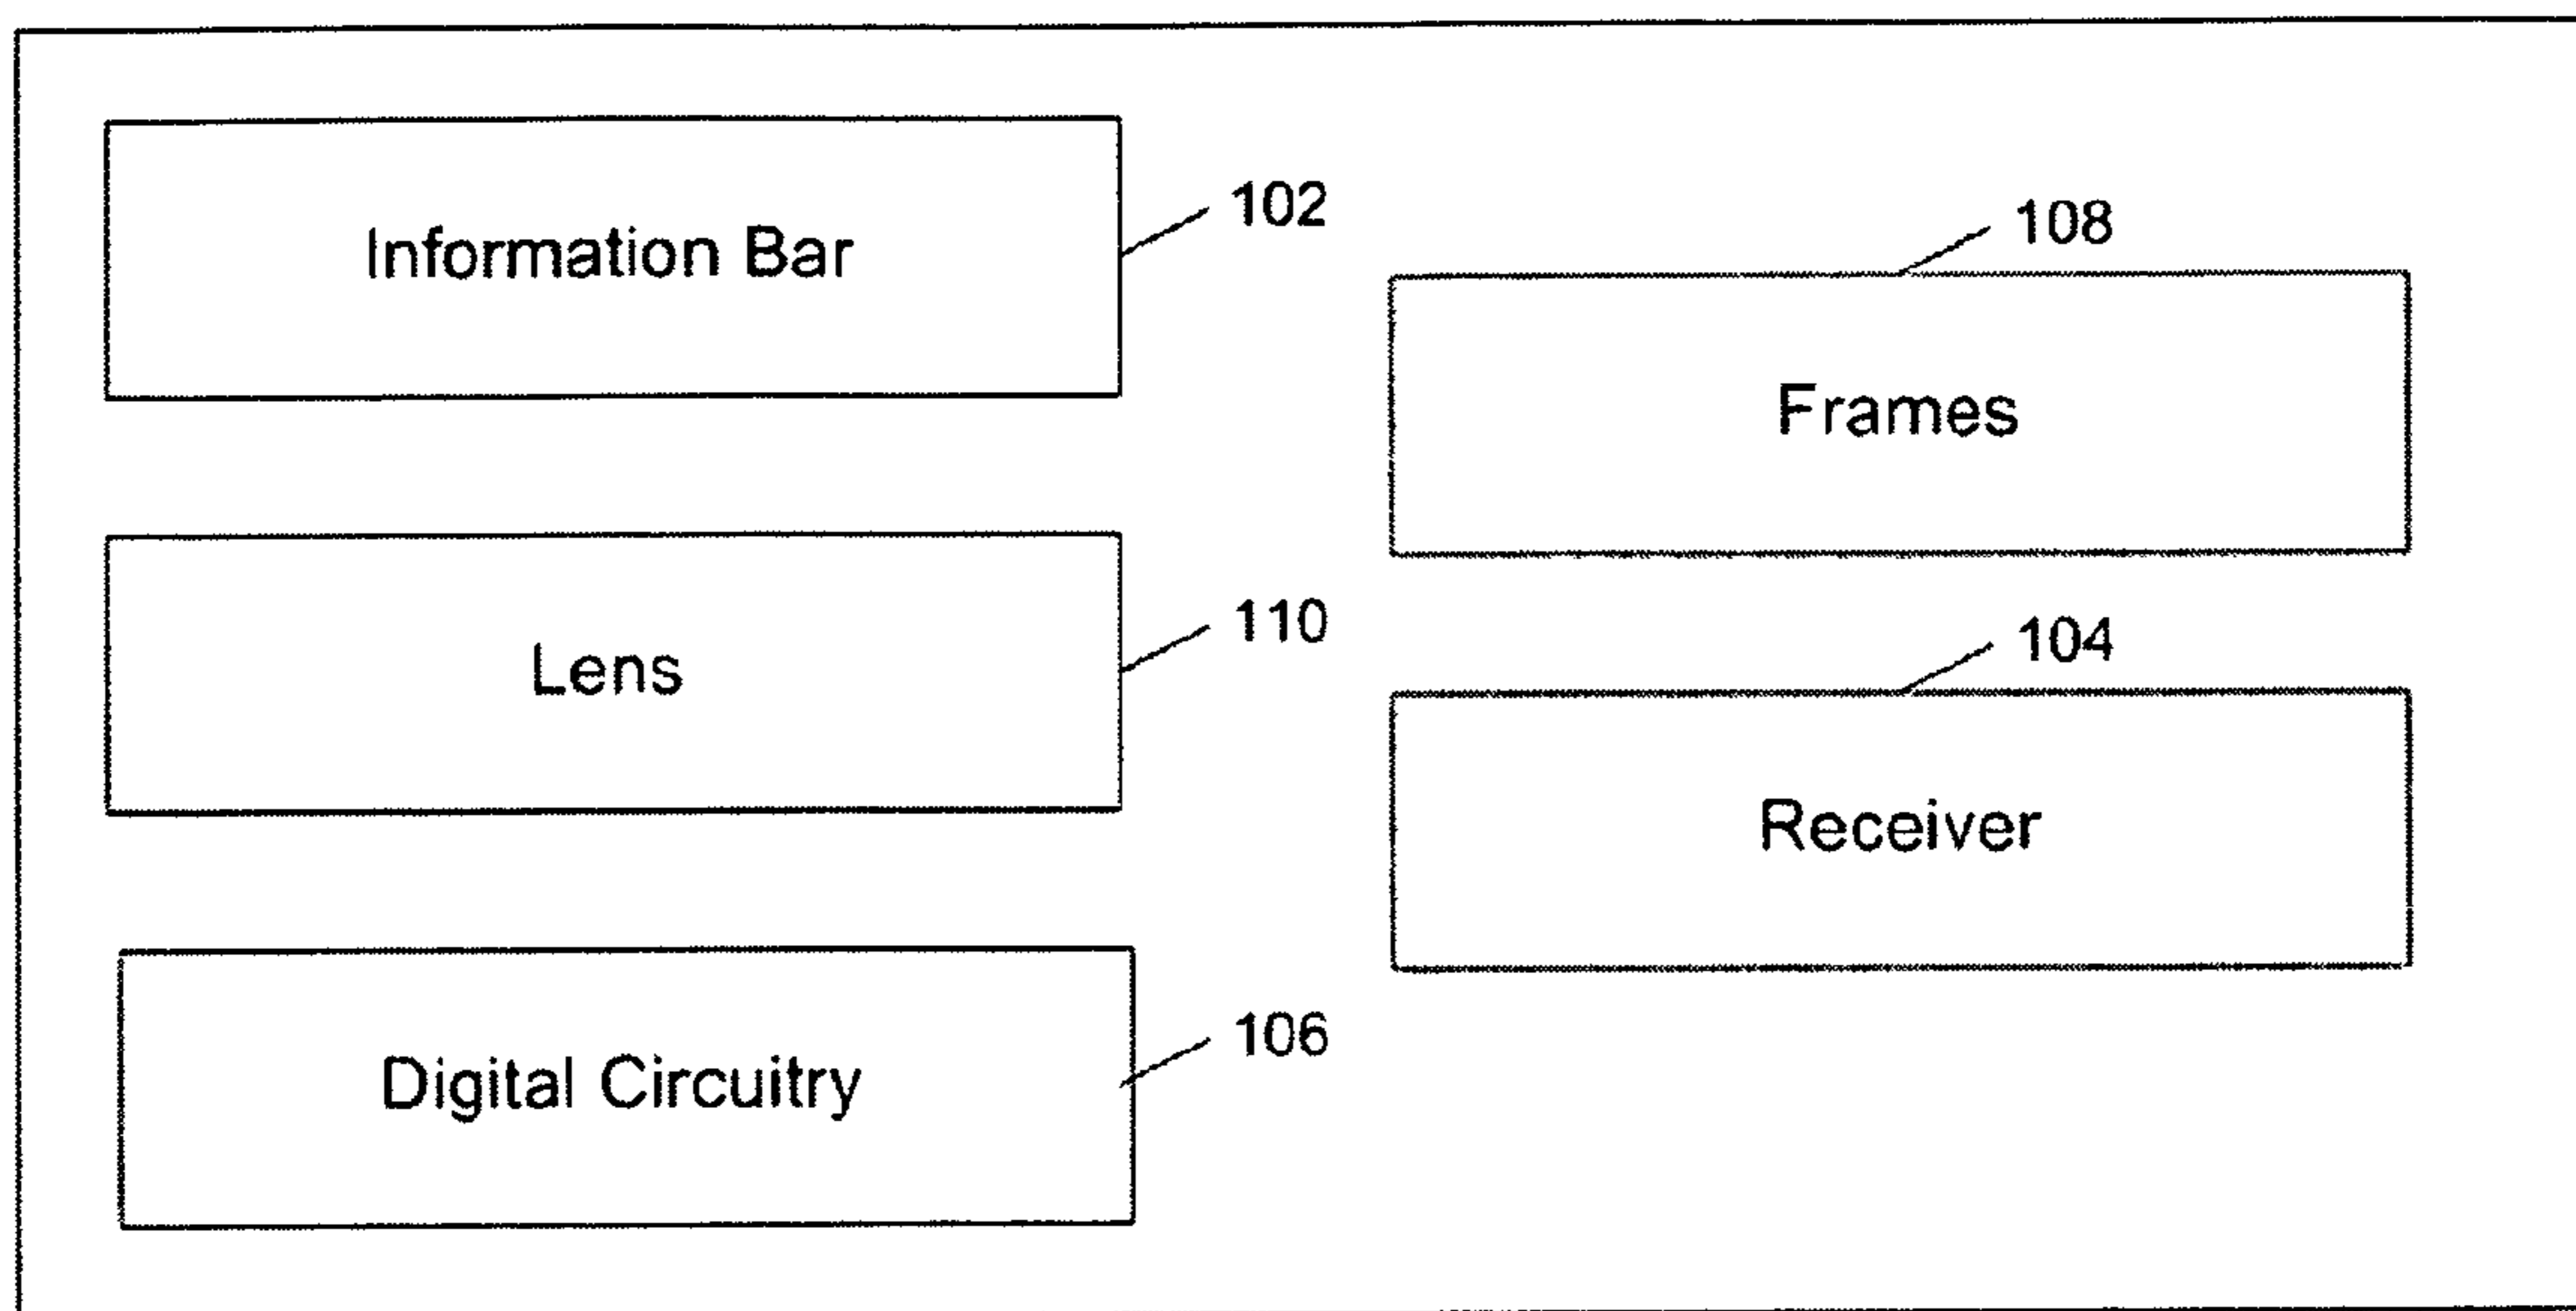 Information Bar
102
Lens
110
Digital Circuitry
106
108
Frames
104
Receiver